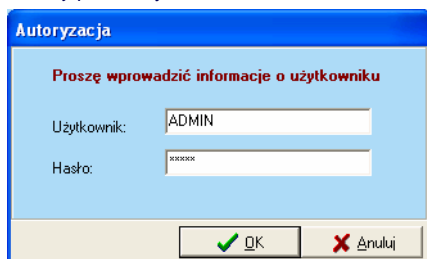 Autoryzacja
Proszę wprowadzić informacje o użytkowniku
Użytkownik: ADMIN
Hasło: *****
OK Anuluj